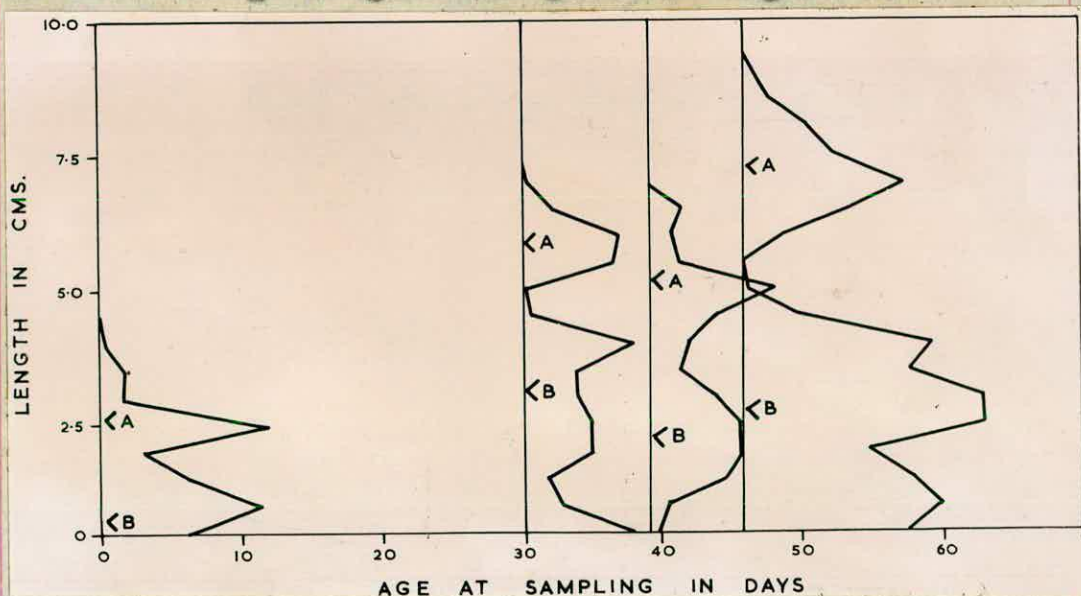 10·0
7·5
5·0
2·5
0
LENGTH IN CMS.
<A
<B
<A
<B
<A
<B
<A
<B
0 10 20 30 40 50 60
AGE AT SAMPLING IN DAYS